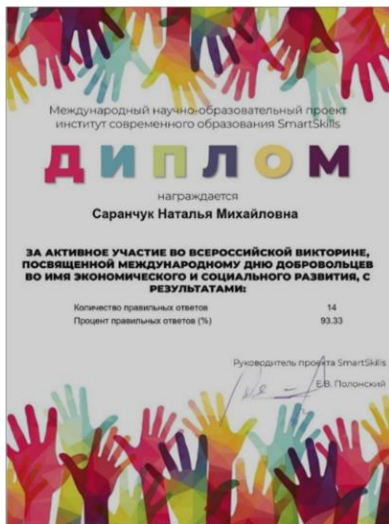 Международный научно-образовательный проект
институт современного образования SmartSkills
ДИПЛОМ
награждается
Саранчук Наталья Михайловна
ЗА АКТИВНОЕ УЧАСТИЕ ВО ВСЕРОССИЙСКОЙ ВИКТОРИНЕ,
ПОСВЯЩЕННОЙ МЕЖДУНАРОДНОМУ ДНЮ ДОБРОВОЛЬЦЕВ
ВО ИМЯ ЭКОНОМИЧЕСКОГО И СОЦИАЛЬНОГО РАЗВИТИЯ, С
РЕЗУЛЬТАТАМИ:
Количество правильных ответов 14
Процент правильных ответов (%) 93.33
Руководитель проекта SmartSkills
Е.В. Полонский